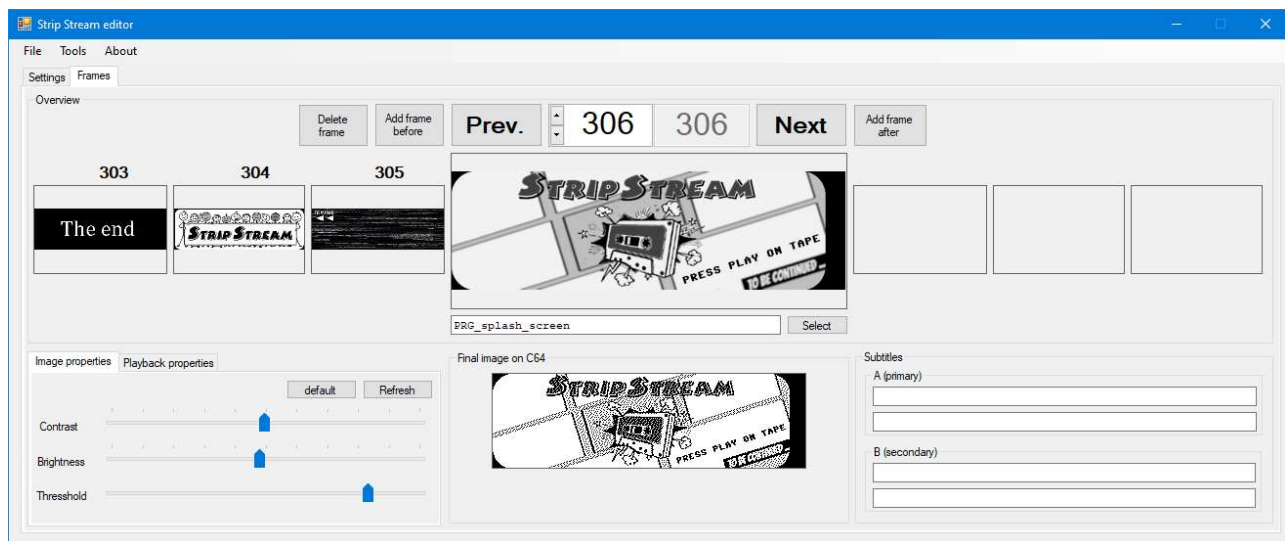 Strip Stream editor
File Tools About
Settings Frames
Overview
Delete frame
Add frame before
Prev.
306
306
Next
Add frame after
303
304
305
The end
STRIP STREAM
STRIP STREAM
PRESS PLAY ON TAPE
TO BE CONTINUED ...
PRG_splash_screen
Select
Image properties Playback properties
default Refresh
Contrast
Brightness
Thresshold
Final image on C64
STRIP STREAM
PRESS PLAY ON TAPE
TO BE CONTINUED ...
Subtitles
A (primary)
B (secondary)